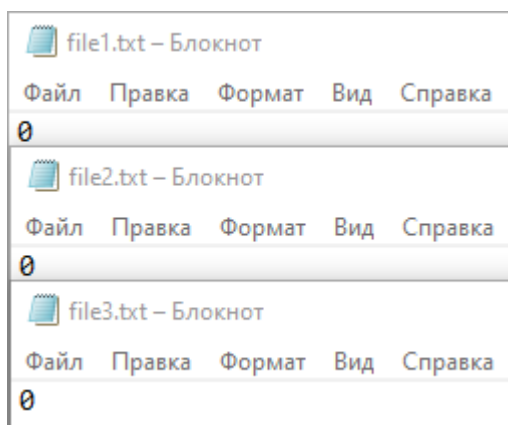 file1.txt – Блокнот
Файл Правка Формат Вид Справка
0
file2.txt – Блокнот
Файл Правка Формат Вид Справка
0
file3.txt – Блокнот
Файл Правка Формат Вид Справка
0